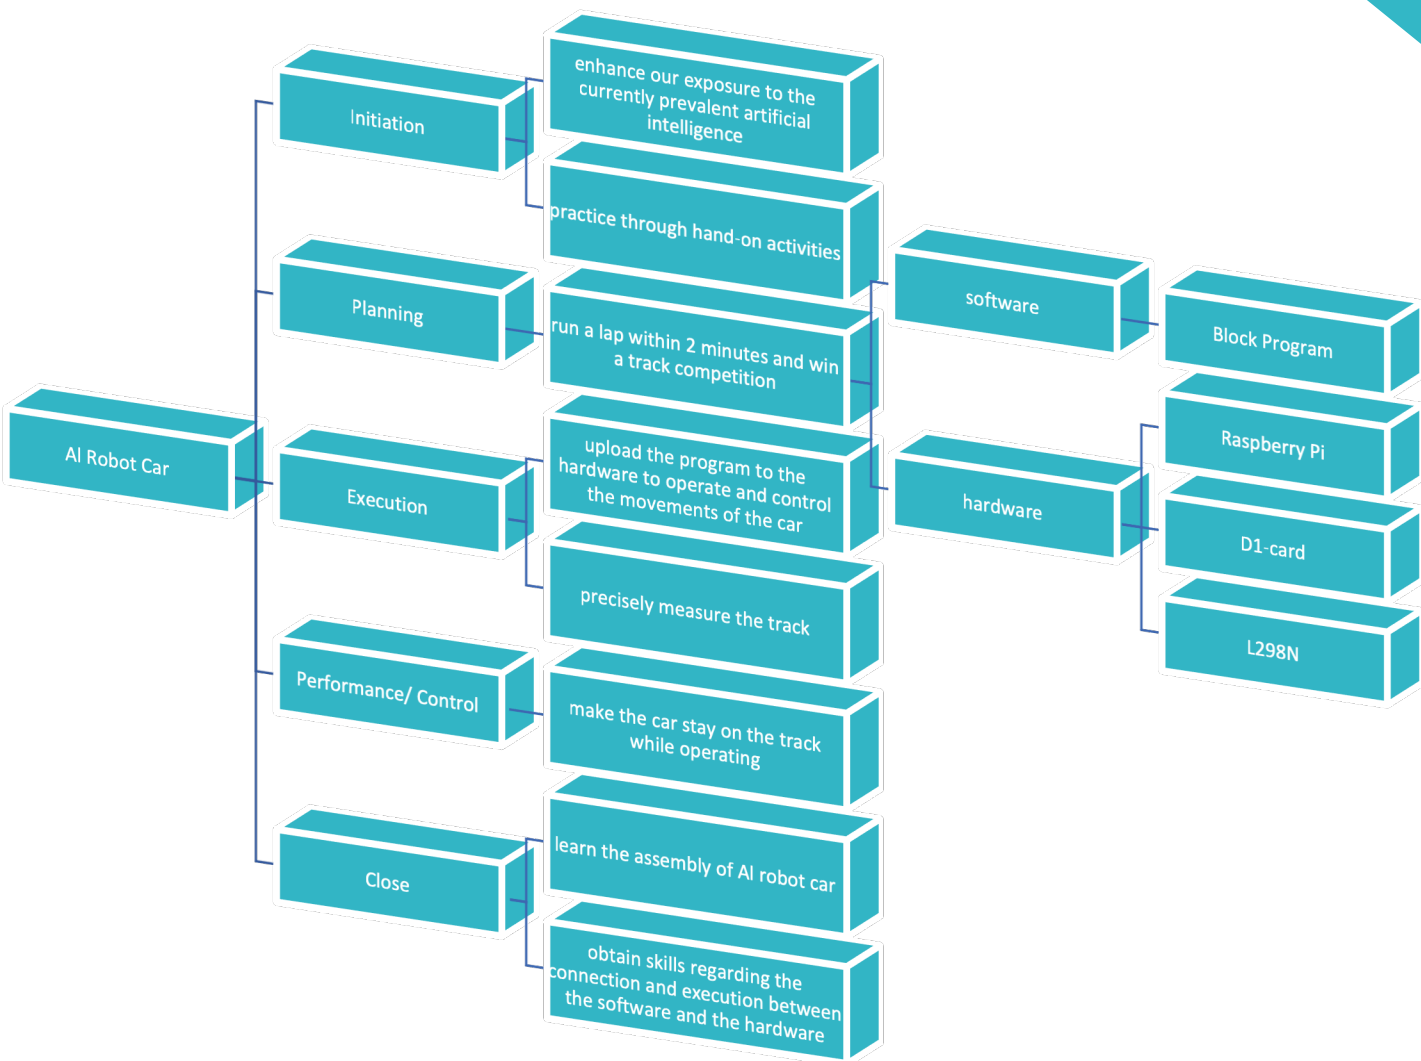 AI Robot Car
Initiation
enhance our exposure to the
currently prevalent artificial
intelligence
practice through hand-on activities
Planning
run a lap within 2 minutes and win
a track competition
software
Block Program
hardware
Raspberry Pi
D1-card
L298N
Execution
upload the program to the
hardware to operate and control
the movements of the car
precisely measure the track
Performance/ Control
make the car stay on the track
while operating
Close
learn the assembly of AI robot car
obtain skills regarding the
connection and execution between
the software and the hardware